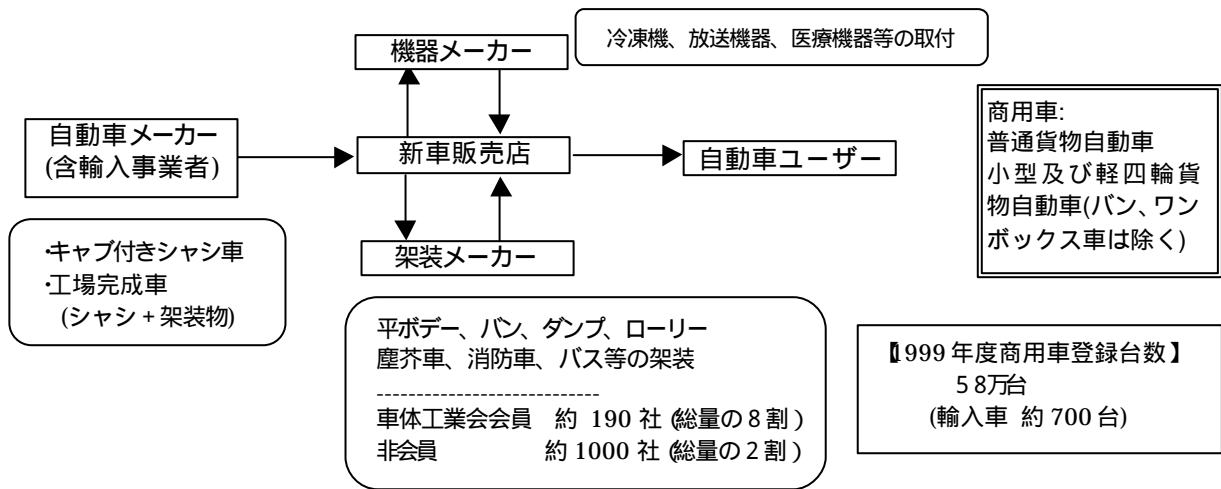 機器メーカー
冷凍機、放送機器、医療機器等の取付
自動車メーカー
(含輸入事業者)
新車販売店
自動車ユーザー
商用車:
普通貨物自動車
小型及び軽四輪貨
物自動車(バン、ワン
ボックス車は除く)
・キャブ付きシャシ車
・工場完成車
(シャシ + 架装物)
架装メーカー
平ボデー、バン、ダンプ、ローリー
塵芥車、消防車、バス等の架装
-----------------------------
車体工業会会員 約 190 社 (総量の8割)
非会員 約 1000 社 (総量の2割)
【1999 年度商用車登録台数】
58万台
(輸入車 約 700 台)